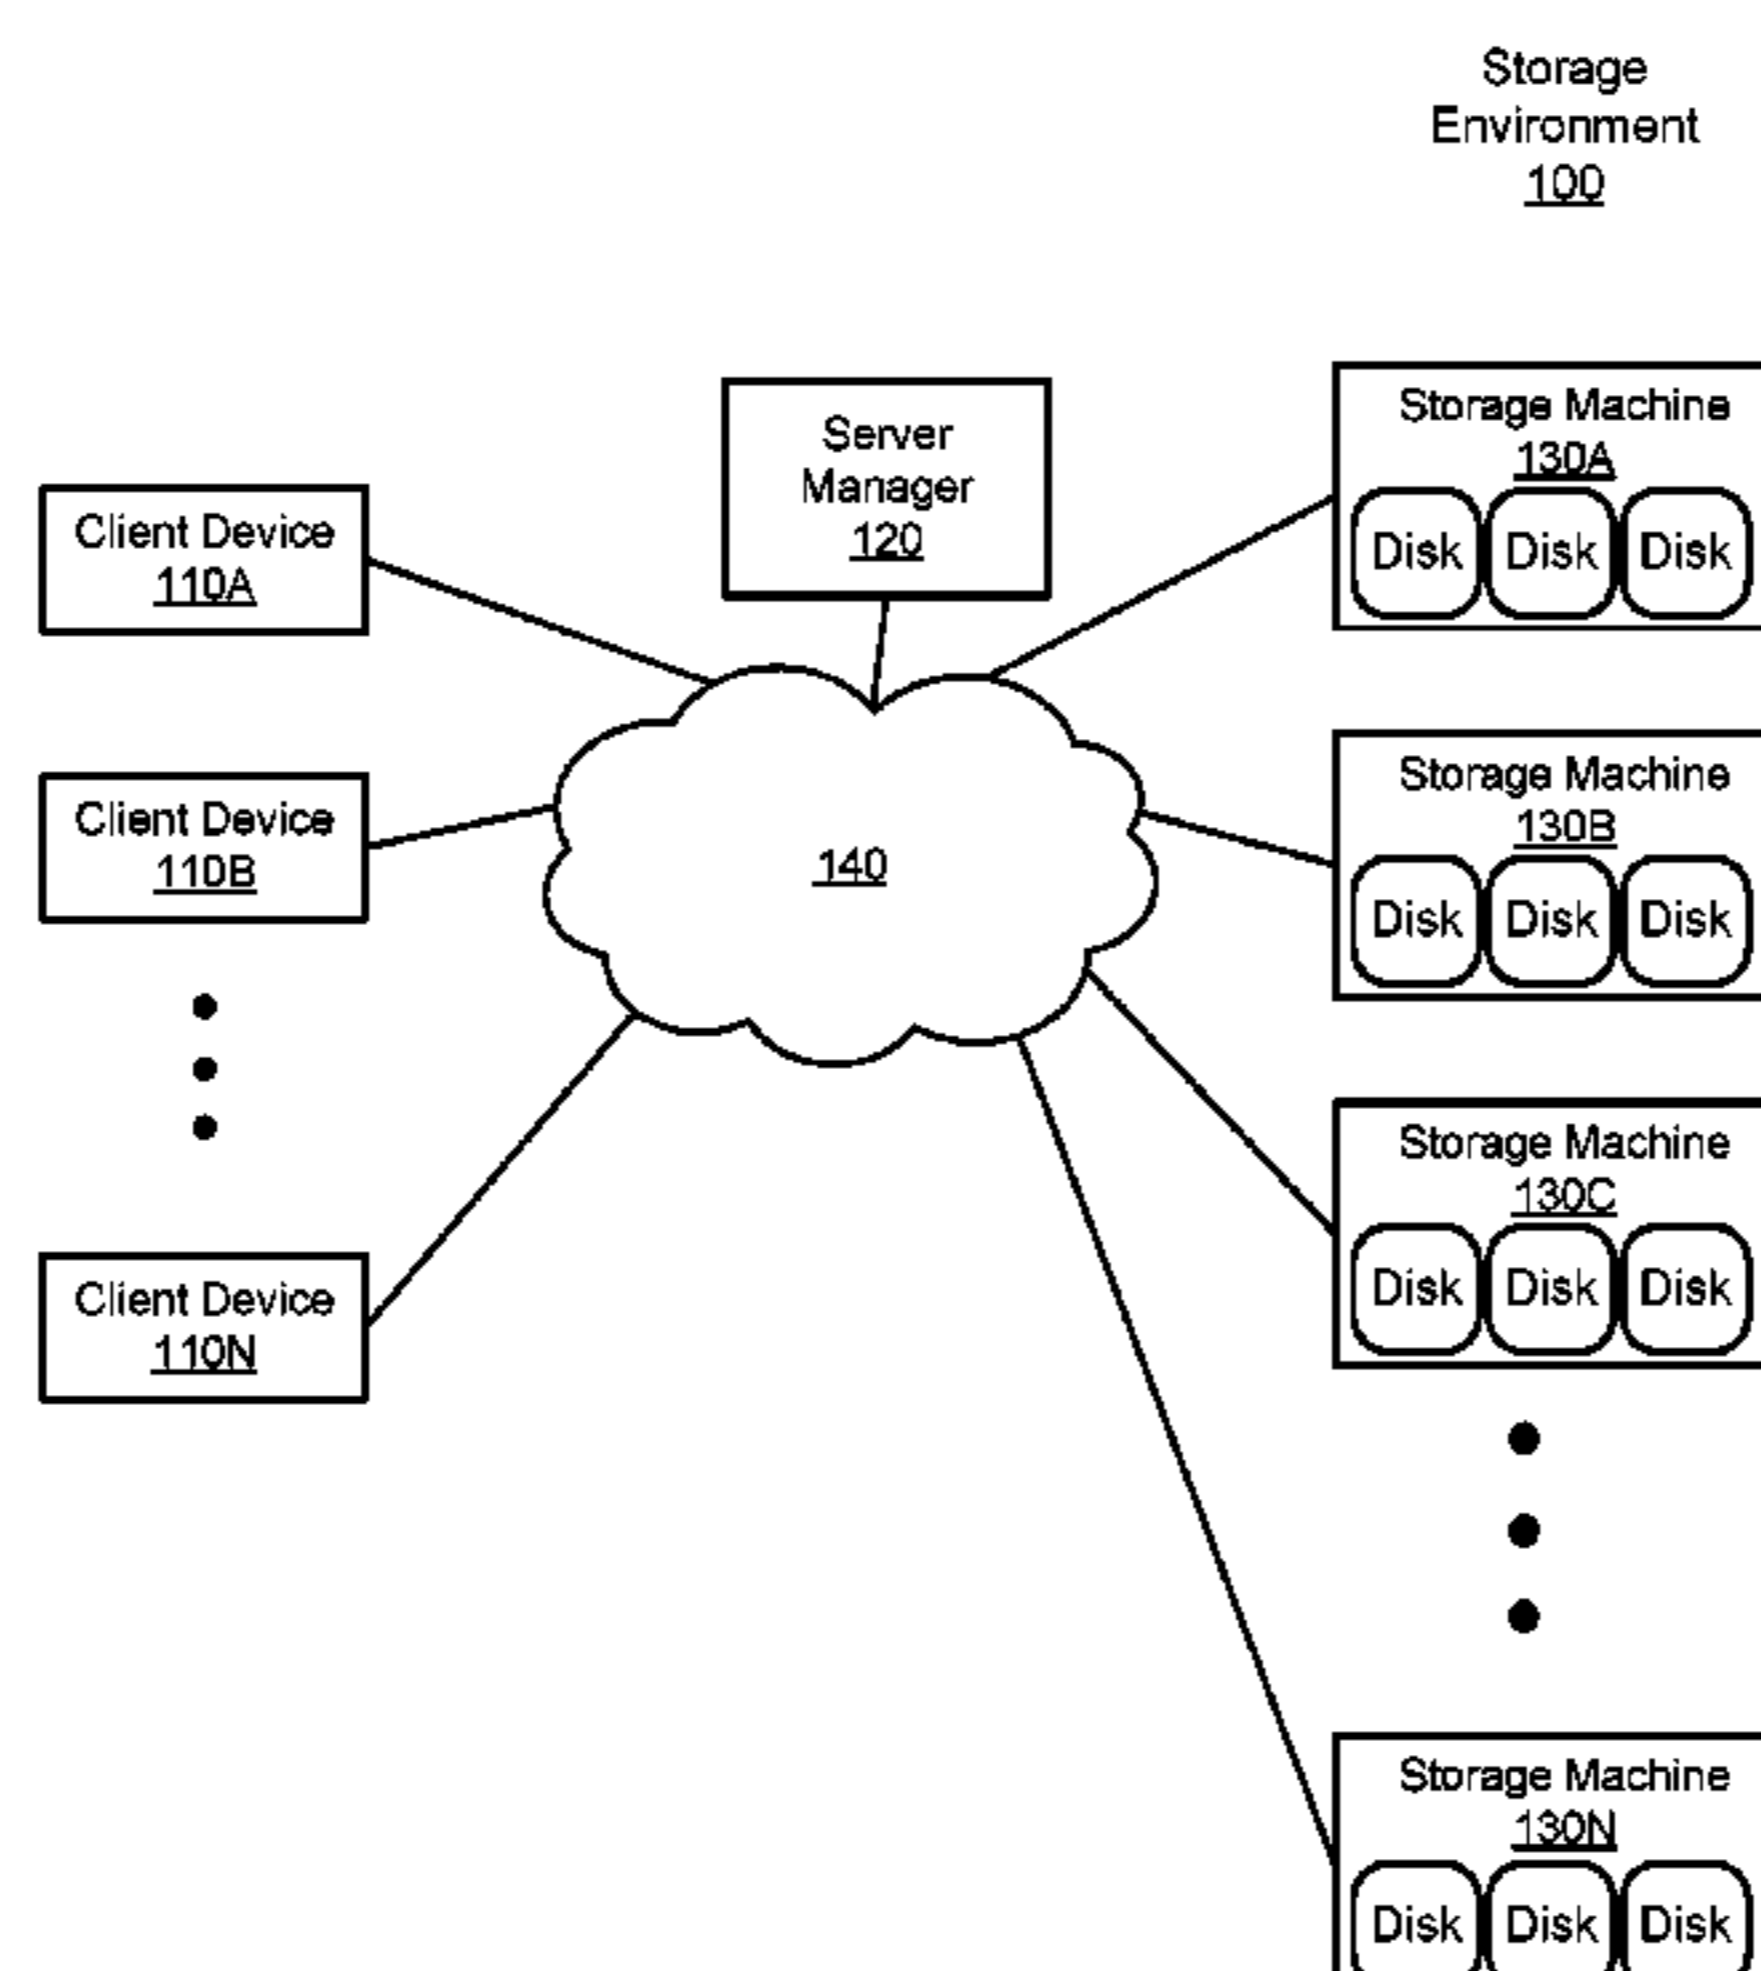 Storage
Environment
100
Server
Manager
120
Client Device
110A
Client Device
110B
Client Device
110N
140
Storage Machine
130A
Disk Disk Disk
Storage Machine
130B
Disk Disk Disk
Storage Machine
130C
Disk Disk Disk
Storage Machine
130N
Disk Disk Disk